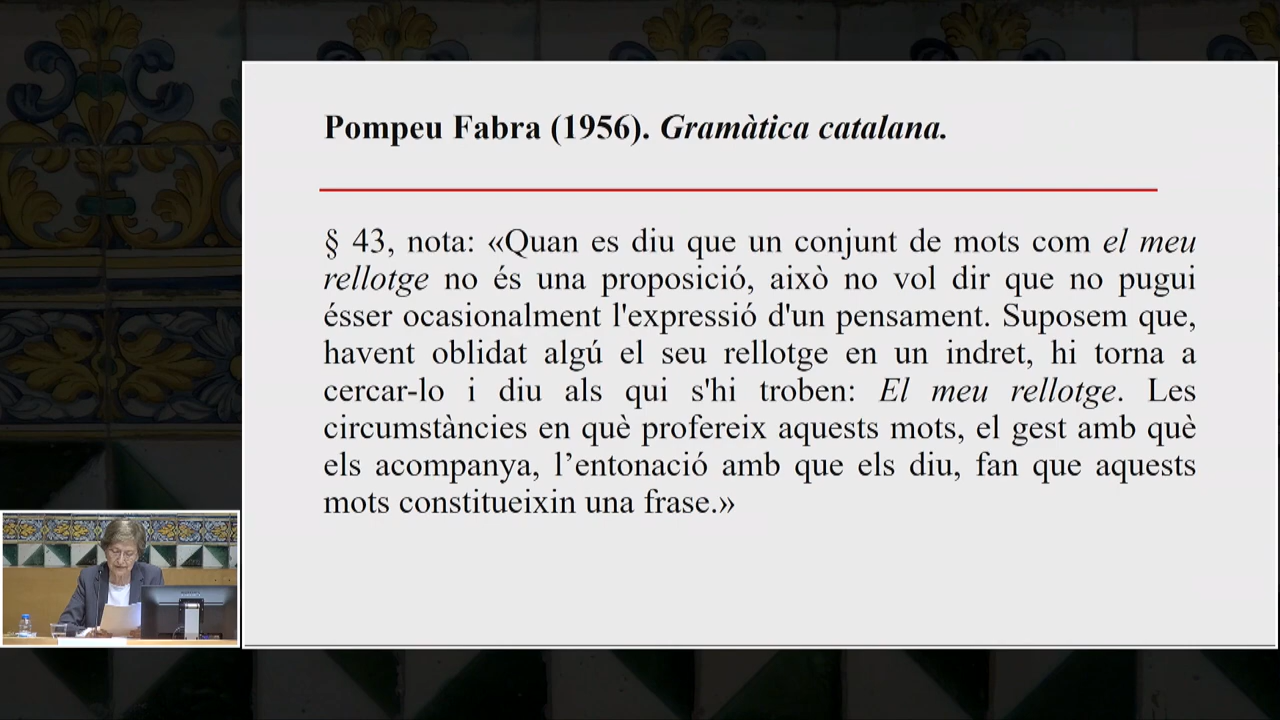 Pompeu Fabra (1956). Gramàtica catalana.
§ 43, nota: «Quan es diu que un conjunt de mots com el meu
rellotge no és una proposició, això no vol dir que no pugui
ésser ocasionalment l'expressió d'un pensament. Suposem que,
havent oblidat algú el seu rellotge en un indret, hi torna a
cercar-lo i diu als qui s'hi troben: El meu rellotge. Les
circumstàncies en què profereix aquests mots, el gest amb què
els acompanya, l’entonació amb que els diu, fan que aquests
mots constitueixin una frase.»